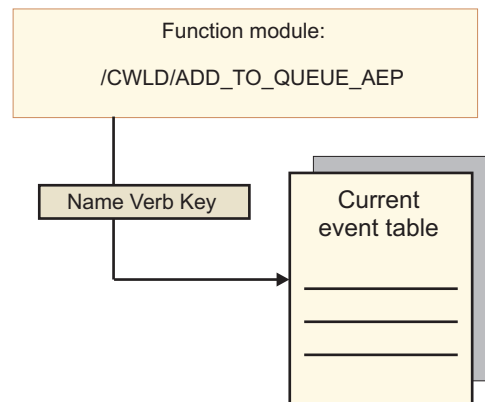 Function module:
/CWLD/ADD_TO_QUEUE_AEP
Name Verb Key
Current
event table